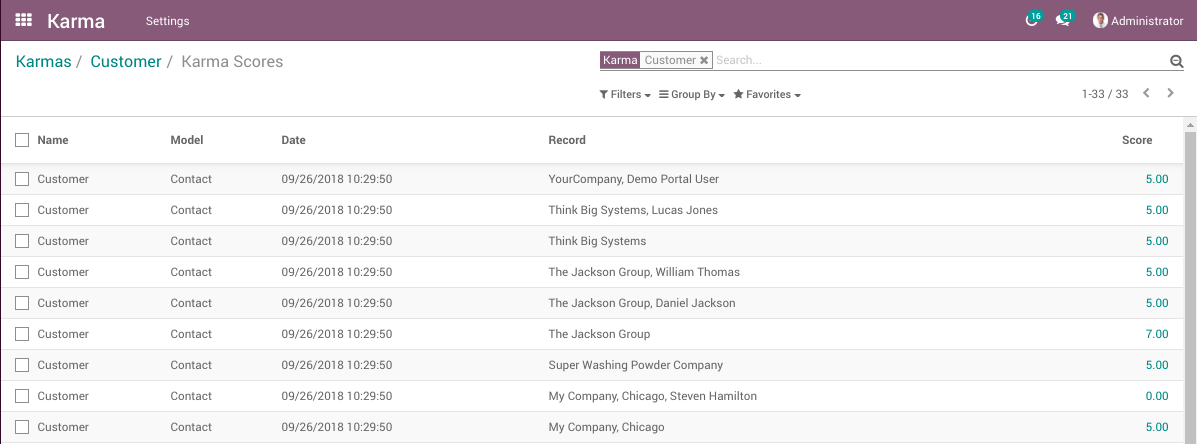 Karma Settings 16 21 Administrator
Karmas / Customer / Karma Scores Karma Customer ✖ Search...
Filters Group By Favorites 1-33 / 33
Name Model Date Record Score
Customer Contact 09/26/2018 10:29:50 YourCompany, Demo Portal User 5.00
Customer Contact 09/26/2018 10:29:50 Think Big Systems, Lucas Jones 5.00
Customer Contact 09/26/2018 10:29:50 Think Big Systems 5.00
Customer Contact 09/26/2018 10:29:50 The Jackson Group, William Thomas 5.00
Customer Contact 09/26/2018 10:29:50 The Jackson Group, Daniel Jackson 5.00
Customer Contact 09/26/2018 10:29:50 The Jackson Group 7.00
Customer Contact 09/26/2018 10:29:50 Super Washing Powder Company 5.00
Customer Contact 09/26/2018 10:29:50 My Company, Chicago, Steven Hamilton 0.00
Customer Contact 09/26/2018 10:29:50 My Company, Chicago 5.00